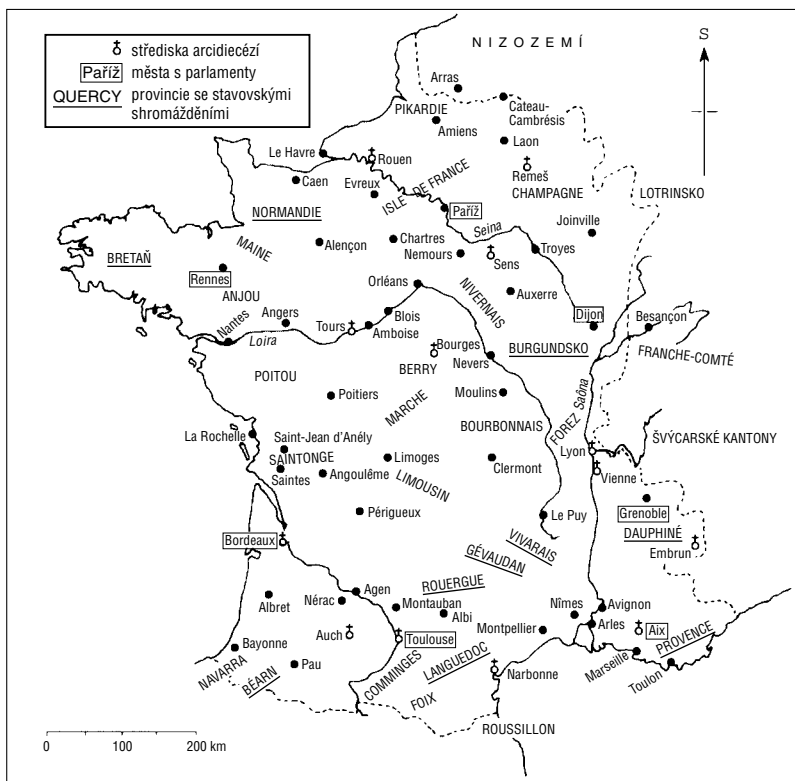 střediska arcidiecézí
Paříž města s parlamenty
QUERCY provincie se stavovskými
shromážděními
S
NIZOZEMÍ
Arras
Cateau-
Cambrésis
PIKARDIE
Amiens
Laon
Le Havre
Rouen
Remeš
CHAMPAGNE
LOTRINSKO
Caen
Evreux
ISLE DE FRANCE
NORMANDIE
Paříž
Seina
Joinville
BRETAŇ
MAINE
Alençon
Chartres
Nemours
Sens
Troyes
Rennes
ANJOU
Orléans
NIVERNAIS
Auxerre
Nantes
Angers
Loira
Tours
Blois
Amboise
Dijon
Besançon
Bourges
BERRY
Nevers
BURGUNDSKO
FRANCHE-COMTÉ
POITOU
Poitiers
MARCHE
Moulins
BOURBONNAIS
FOREZ
Saôna
La Rochelle
Saint-Jean d'Anély
SAINTONGE
Saintes
Angoulême
Limoges
LIMOUSIN
Clermont
Lyon
ŠVÝCARSKÉ KANTONY
Vienne
Périgueux
Le Puy
Grenoble
DAUPHINÉ
Embrun
Bordeaux
VIVARAIS
GÉVAUDAN
ROUERGUE
Albret
Nérac
Agen
Montauban
Albi
Nîmes
Avignon
Arles
Aix
Auch
Toulouse
Montpellier
Bayonne
Pau
NAVARRA
BÉARN
COMMINGES
LANGUEDOC
FOIX
Narbonne
Marseille
PROVENCE
Toulon
ROUSSILLON
0 100 200 km